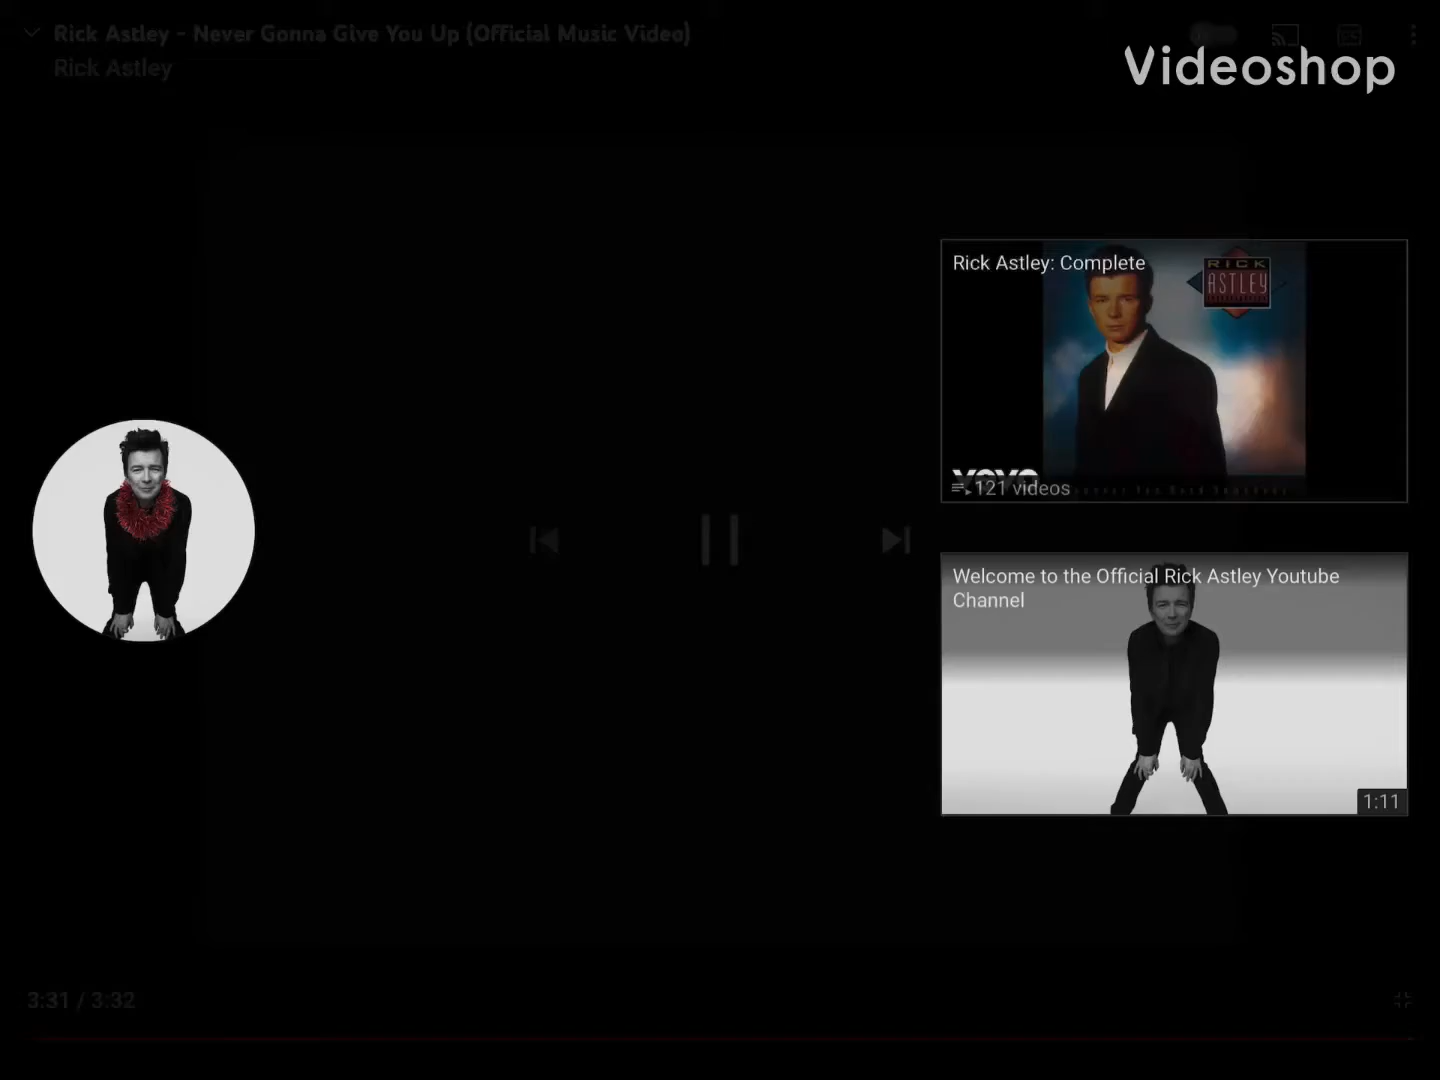 Rick Astley - Never Gonna Give You Up (Official Music Video)
Rick Astley
Videoshop
Rick Astley: Complete
RICK
ASTLEY
vevo
121 videos
Welcome to the Official Rick Astley Youtube
Channel
1:11
3:31 / 3:32